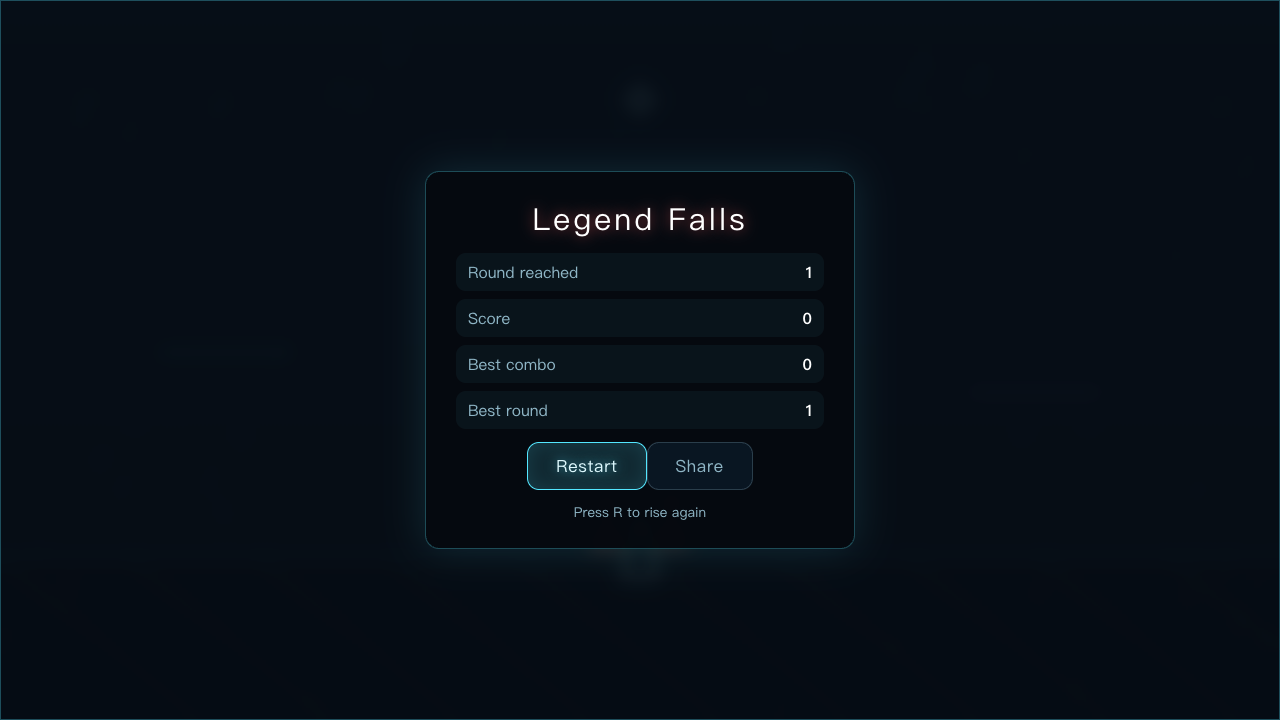 Legend Falls
Round reached 1
Score 0
Best combo 0
Best round 1
Restart Share
Press R to rise again